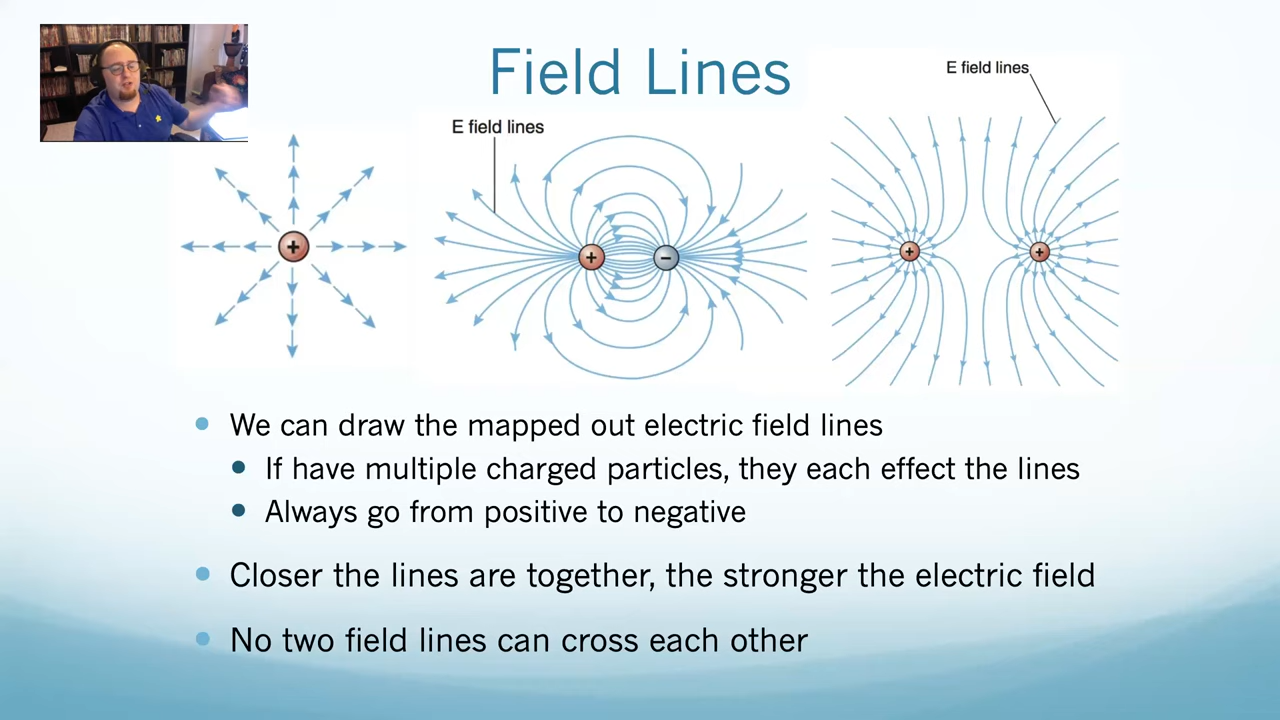 Field Lines
E field lines
E field lines
+
+
−
+
+
We can draw the mapped out electric field lines
If have multiple charged particles, they each effect the lines
Always go from positive to negative
Closer the lines are together, the stronger the electric field
No two field lines can cross each other